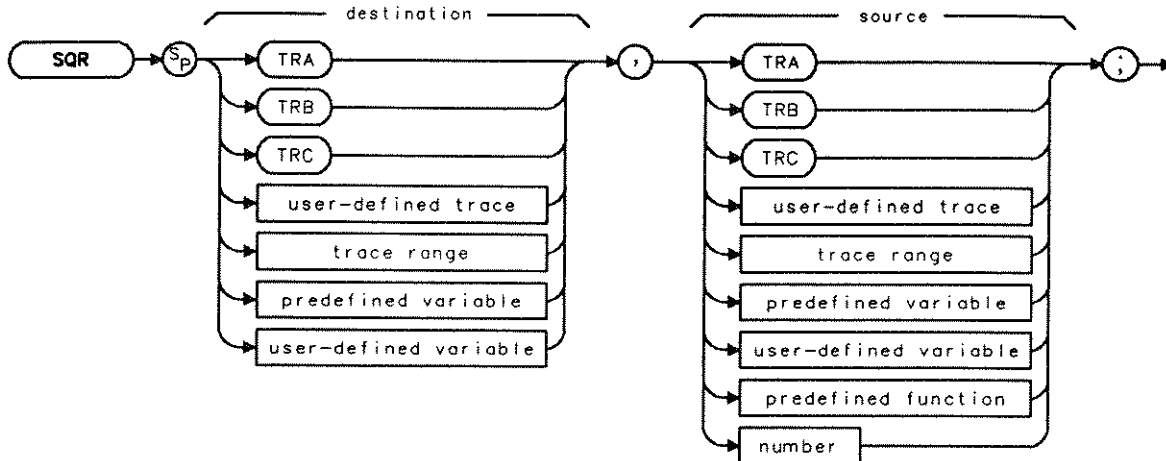 destination
source
SQR SP TRA , TRA ;
TRB TRB
TRC TRC
user-defined trace user-defined trace
trace range trace range
predefined variable predefined variable
user-defined variable user-defined variable
predefined function
number